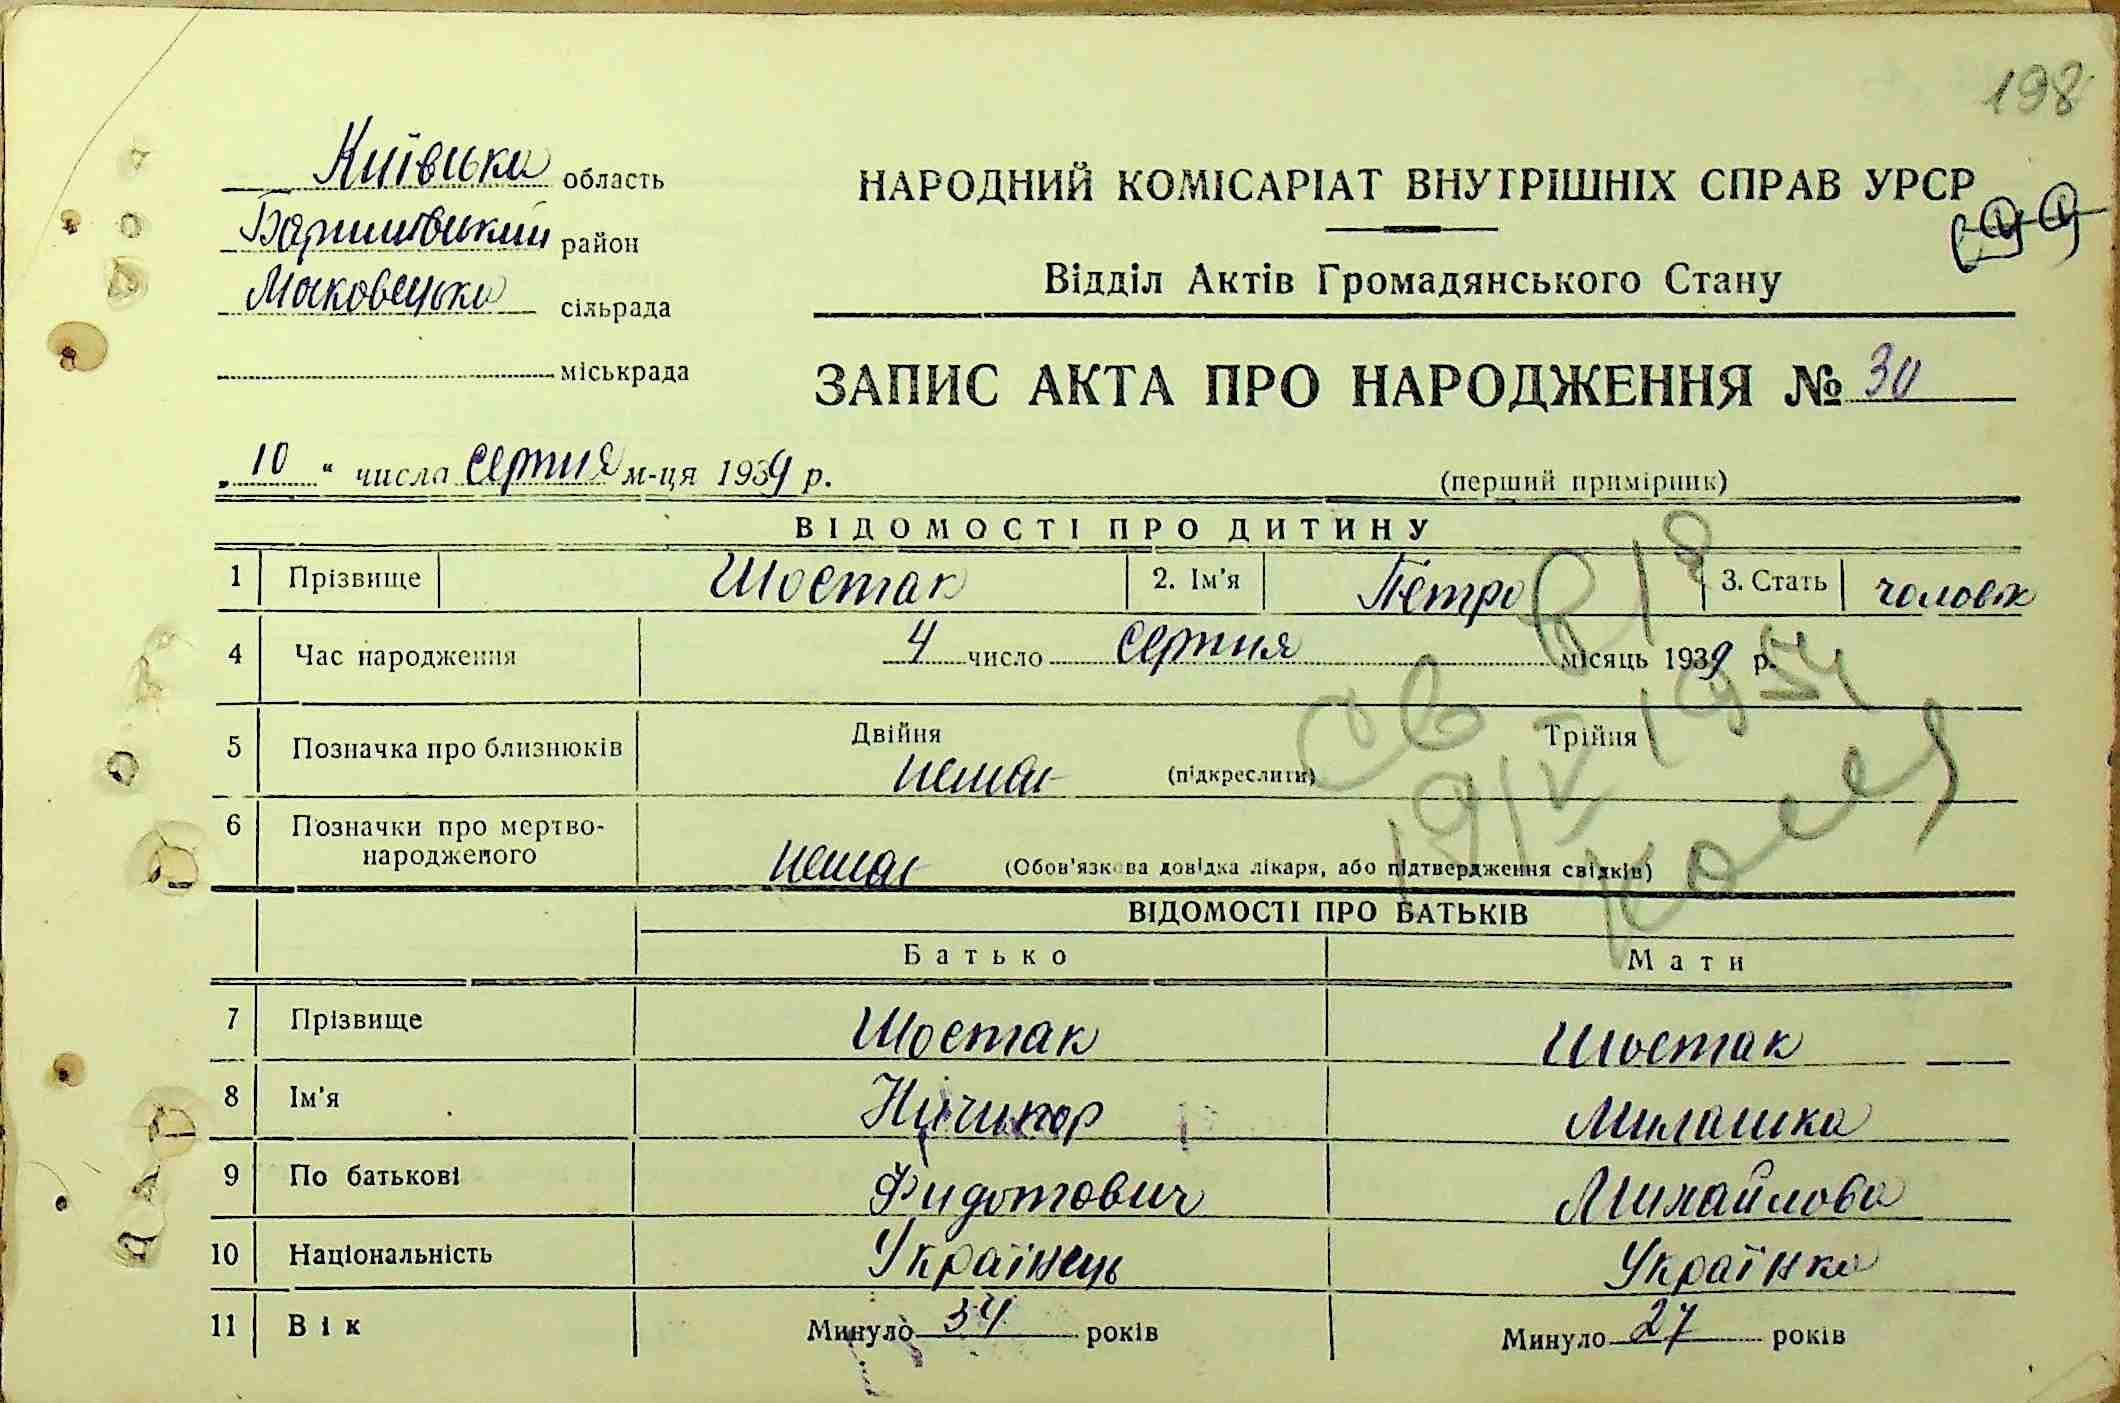 198
Київська область
Баришівський район
Масковецька сільрада
міськрада
НАРОДНИЙ КОМІСАРІАТ ВНУТРІШНІХ СПРАВ УРСР
Відділ Актів Громадянського Стану
ЗАПИС АКТА ПРО НАРОДЖЕННЯ № 30
„10“ числа серпня м-ця 1939 р.
(перший примірник)
ВІДОМОСТІ ПРО ДИТИНУ
1 Прізвище Шостак 2. Ім'я Петро 3. Стать чоловік
4 Час народження 4 число серпня місяць 1939 р.
5 Позначка про близнюків Двійня Трійня
немає (підкреслити)
6 Позначки про мертво-
народженого немає (Обов'язкова довідка лікаря, або підтвердження свідків)
ВІДОМОСТІ ПРО БАТЬКІВ
Батько Мати
7 Прізвище Шостак Шостак
8 Ім'я Ничипор Милашка
9 По батькові Фидотович Михайлова
10 Національність Українець Українка
11 Вік Минуло 34 років Минуло 27 років